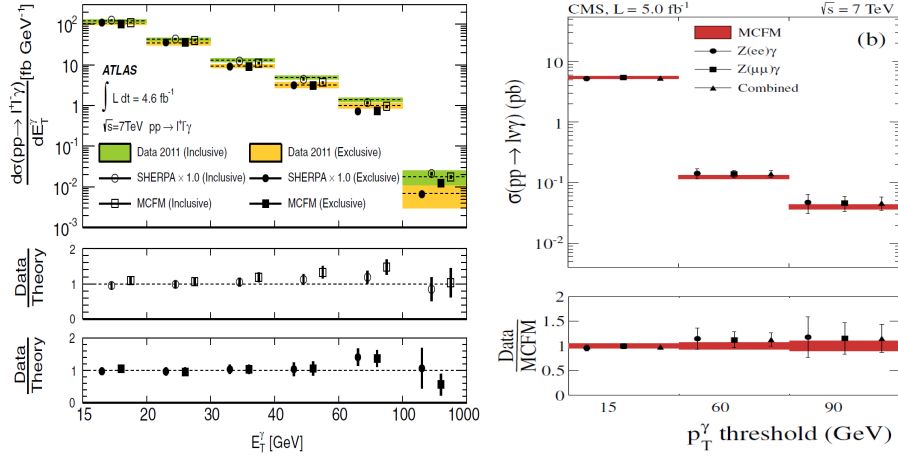 dσ(pp→ l⁺l⁻γ)/dE_T^γ [fb GeV⁻¹]
10²
10
1
10⁻¹
10⁻²
10⁻³
ATLAS
∫ L dt = 4.6 fb⁻¹
√s=7TeV pp→ l⁺l⁻γ
Data 2011 (Inclusive)
Data 2011 (Exclusive)
SHERPA × 1.0 (Inclusive)
SHERPA × 1.0 (Exclusive)
MCFM (Inclusive)
MCFM (Exclusive)
Data
Theory
2
1
0
Data
Theory
2
1
0
15 20 30 40 60 100 1000
E_T^γ [GeV]
CMS, L = 5.0 fb⁻¹ √s = 7 TeV
(b)
MCFM
Z(ee)γ
Z(μμ)γ
Combined
σ(pp→ lνγ) (pb)
10
1
10⁻¹
10⁻²
Data
MCFM
2
1.5
1
0.5
0
15 60 90
p_T^γ threshold (GeV)